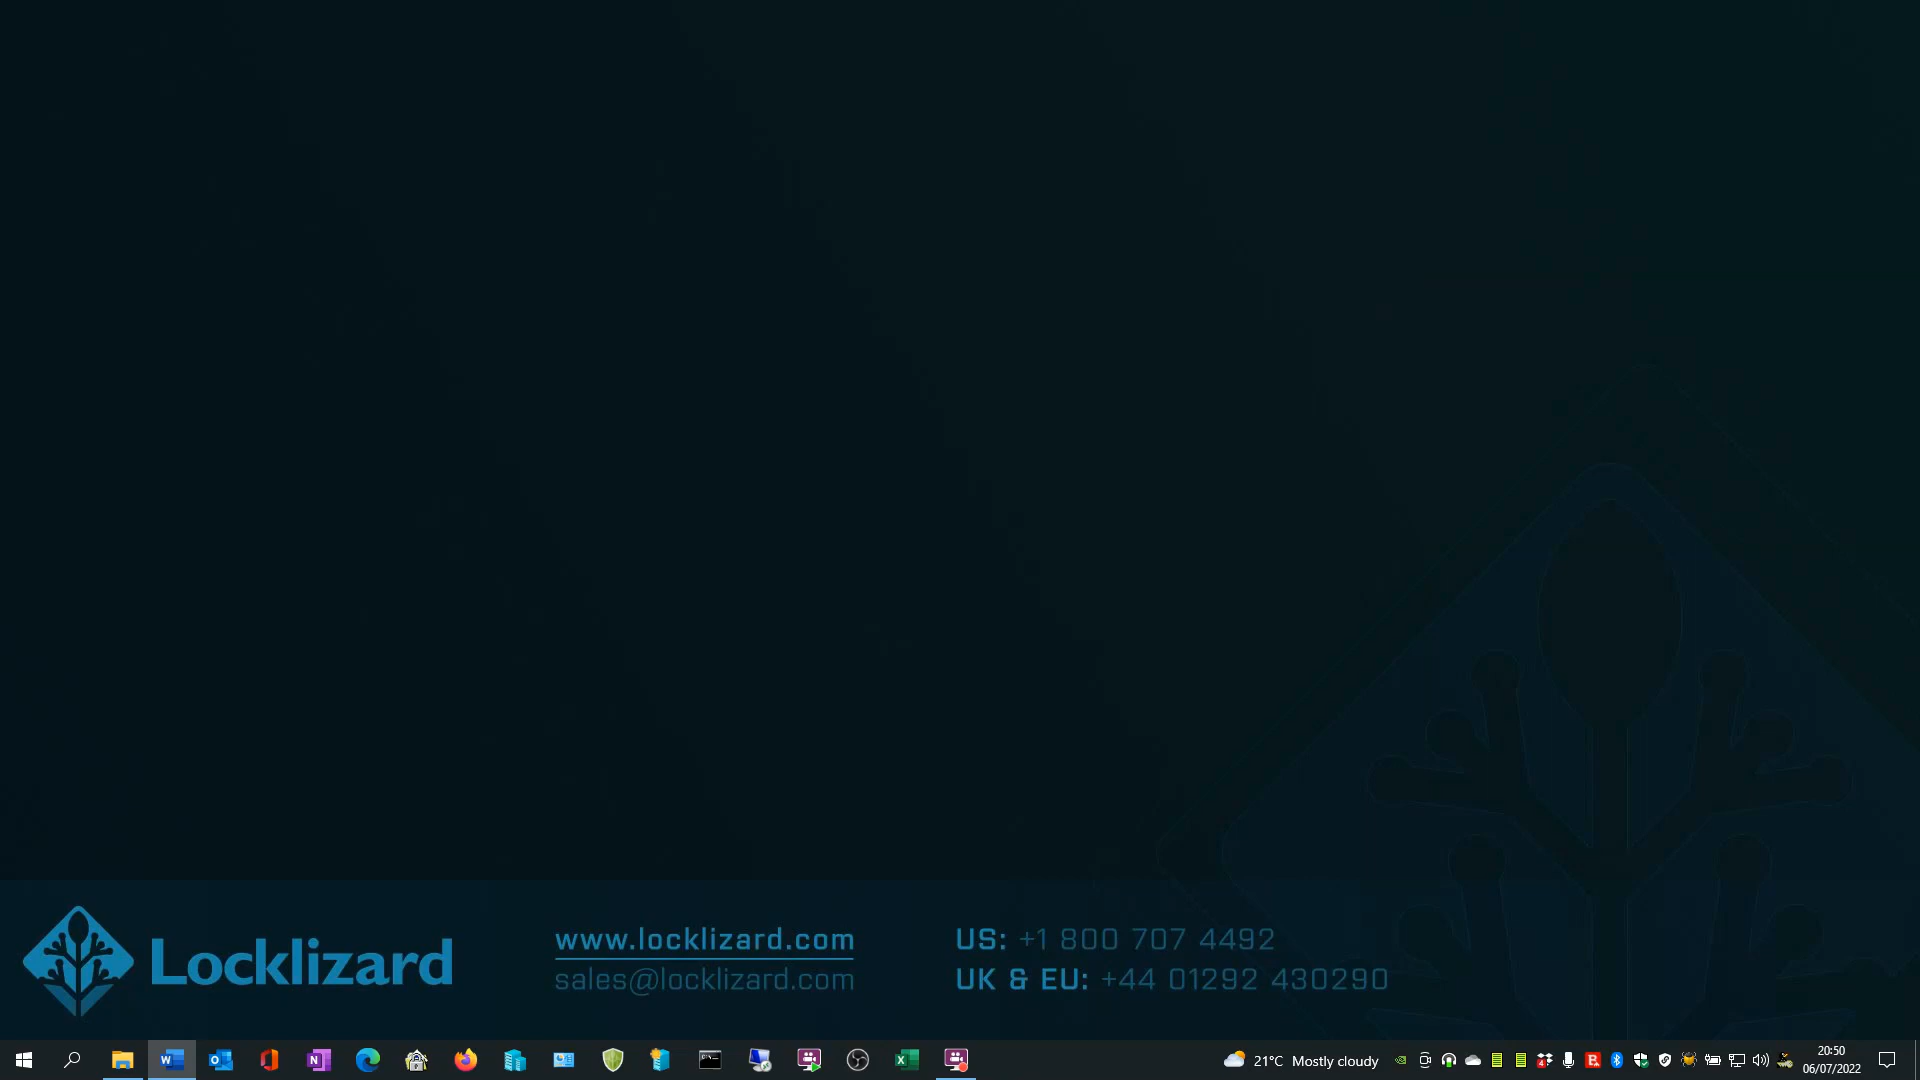 Locklizard
www.locklizard.com
sales@locklizard.com
US: +1 800 707 4492
UK & EU: +44 01292 430290
21°C Mostly cloudy
20:50
06/07/2022